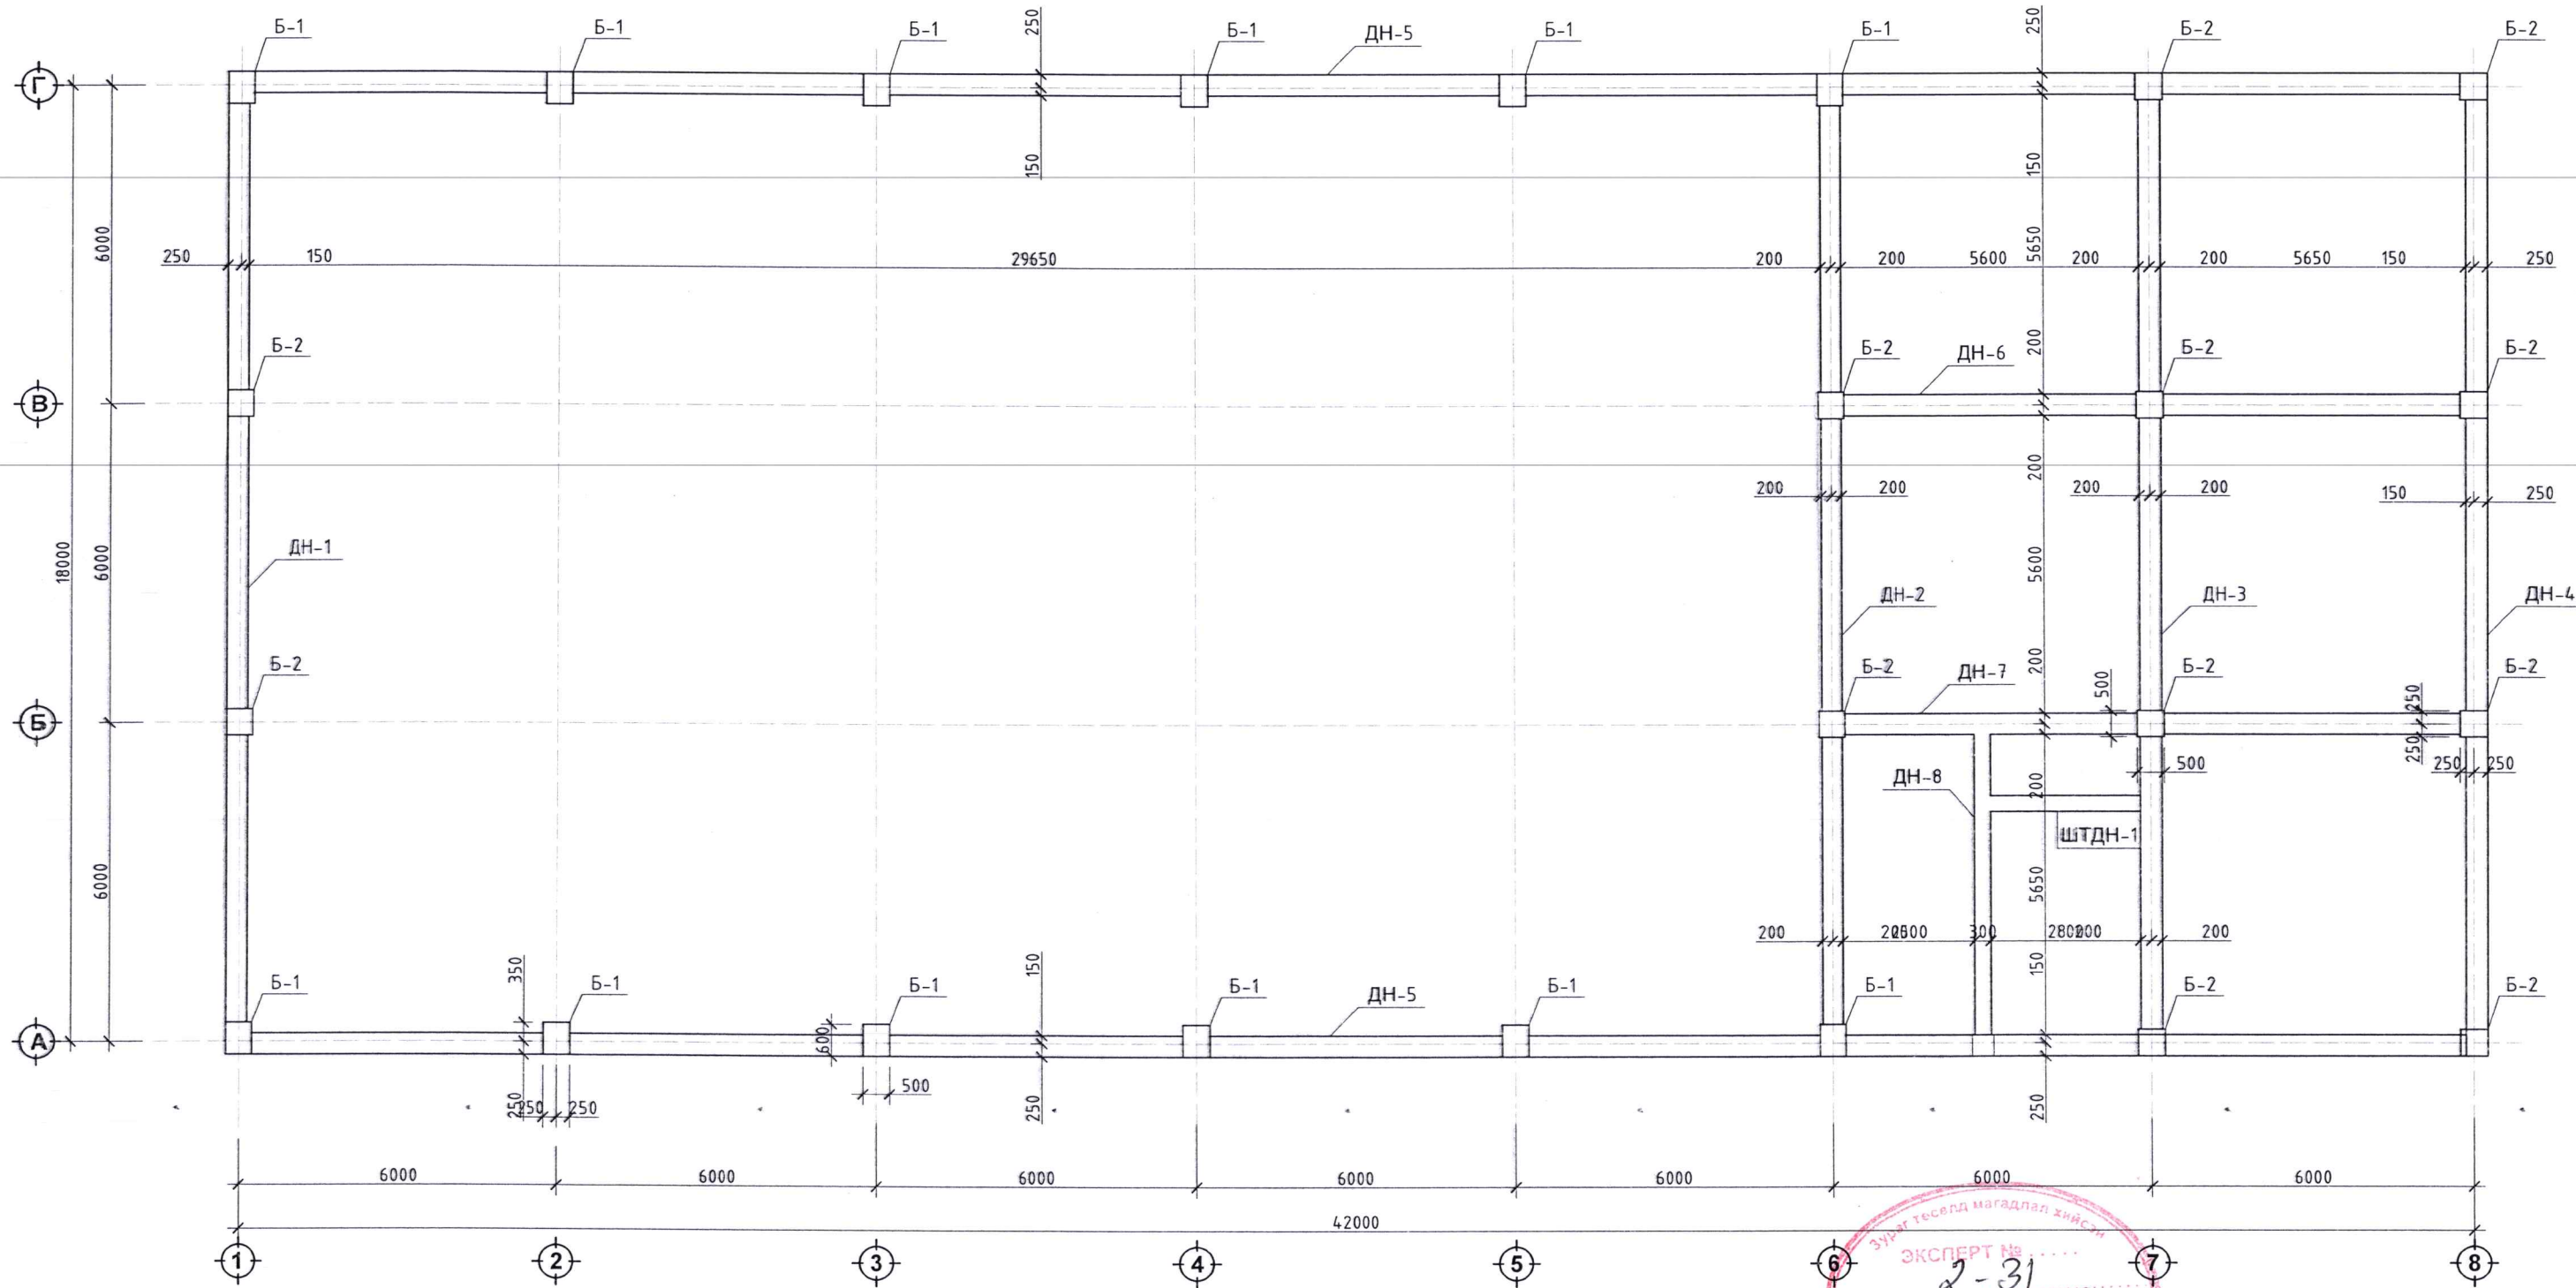 Б-1 Б-1 Б-1 250 Б-1 ДН-5 Б-1 Б-1 250 Б-2 Б-2
Г
150 150
6000
250 150 29650 200 200 5600 5650 200 200 5650 150 250
Б-2 Б-2 ДН-6 200 Б-2 Б-2
В
200
200 200 200 200 150 250
18000 6000 ДН-1 5600
ДН-2 ДН-3 ДН-4
Б-2 Б-2 ДН-7 200 500 Б-2 250 Б-2
Б
250
500 250 250
ДН-8 200
ШТДН-1
6000 5650
200 300 200
350 150 150
Б-1 Б-1 Б-1 Б-1 ДН-5 Б-1 Б-1 Б-2 Б-2
600
А
500
250 250 250 250 250
6000 6000 6000 6000 6000 6000 6000
42000
Зураг төсөлд магадлал хийсэн
ЭКСПЕРТ № .....
2-31
1 2 3 4 5 6 7 8